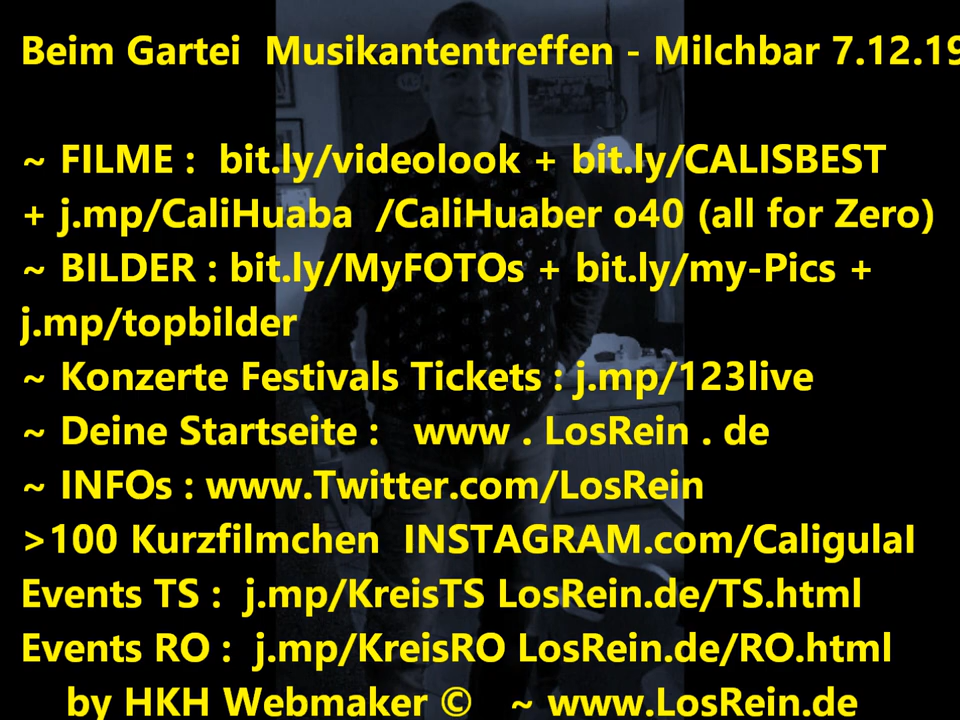 Beim Gartei  Musikantentreffen - Milchbar 7.12.19
~ FILME :  bit.ly/videolook + bit.ly/CALISBEST
+ j.mp/CaliHuaba  /CaliHuaber o40 (all for Zero)
~ BILDER : bit.ly/MyFOTOs + bit.ly/my-Pics +
j.mp/topbilder
~ Konzerte Festivals Tickets : j.mp/123live
~ Deine Startseite :   www . LosRein . de
~ INFOs : www.Twitter.com/LosRein
>100 Kurzfilmchen  INSTAGRAM.com/CaligulaI
Events TS :  j.mp/KreisTS LosRein.de/TS.html
Events RO :  j.mp/KreisRO LosRein.de/RO.html
by HKH Webmaker ©   ~ www.LosRein.de